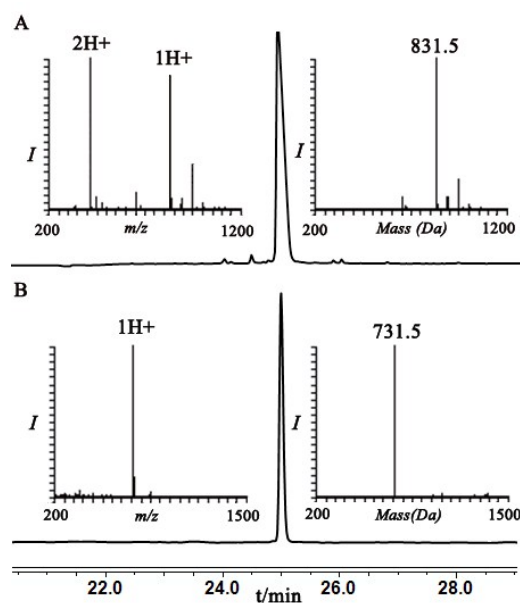 A
2H+
1H+
831.5
I
I
200
m/z
1200
200
Mass (Da)
1200
B
1H+
731.5
I
I
200
m/z
1500
200
Mass(Da)
1500
22.0
24.0
26.0
28.0
t/min